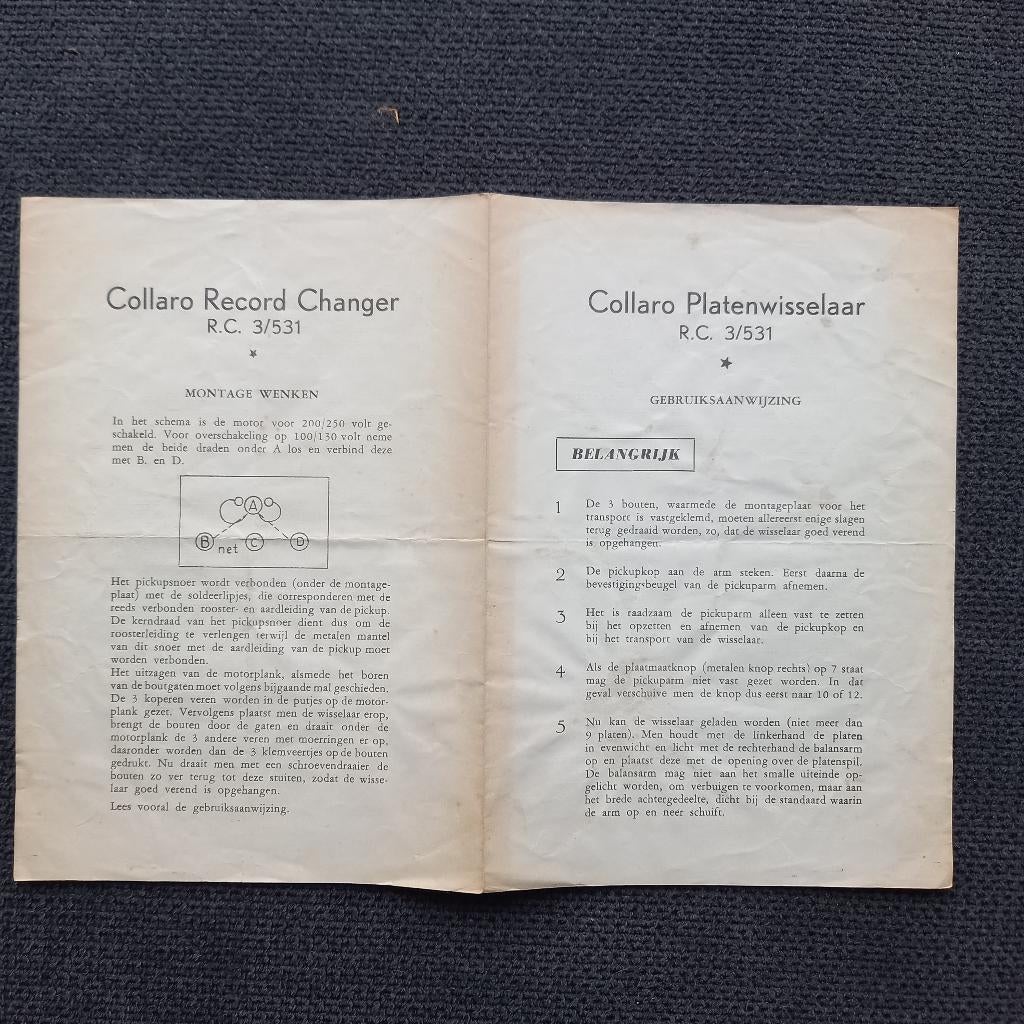 Collaro Record Changer
R.C. 3/531
MONTAGE WENKEN
In het schema is de motor voor 200/250 volt ge-
schakeld. Voor overschakeling op 100/130 volt neme
men de beide draden onder A los en verbind deze
met B. en D.
A
B net C D
Het pickupsnoer wordt verbonden (onder de montage-
plaat) met de soldeerlipjes, die corresponderen met de
reeds verbonden rooster- en aardleiding van de pickup.
De kerndraad van het pickupsnoer dient dus om de
roosterleiding te verlengen terwijl de metalen mantel
van dit snoer met de aardleiding van de pickup moet
worden verbonden.
Het uitzagen van de motorplank, alsmede het boren
van de boutgaten moet volgens bijgaande mal geschieden.
De 3 koperen veren worden in de putjes op de motor-
plank gezet. Vervolgens plaatst men de wisselaar erop,
brengt de bouten door de gaten en draait onder de
motorplank de 3 andere veren met moerringen er op,
daaronder worden dan de 3 klemveertjes op de bouten
gedrukt. Nu draait men met een schroevendraaier de
bouten zo ver terug tot deze stuiten, zodat de wisse-
laar goed verend is opgehangen.
Lees vooral de gebruiksaanwijzing.
Collaro Platenwisselaar
R.C. 3/531
GEBRUIKSAANWIJZING
BELANGRIJK
1 De 3 bouten, waarmede de montageplaat voor het
transport is vastgeklemd, moeten allereerst enige slagen
terug gedraaid worden, zo, dat de wisselaar goed verend
is opgehangen.
2 De pickupkop aan de arm steken. Eerst daarna de
bevestigingsbeugel van de pickuparm afnemen.
3 Het is raadzaam de pickuparm alleen vast te zetten
bij het opzetten en afnemen van de pickupkop en
bij het transport van de wisselaar.
4 Als de plaatmaatknop (metalen knop rechts) op 7 staat
mag de pickuparm niet vast gezet worden. In dat
geval verschuive men de knop dus eerst naar 10 of 12.
5 Nu kan de wisselaar geladen worden (niet meer dan
9 platen). Men houdt met de linkerhand de platen
in evenwicht en licht met de rechterhand de balansarm
op en plaatst deze met de opening over de platenspil.
De balansarm mag niet aan het smalle uiteinde op-
gelicht worden, om verbuigen te voorkomen, maar aan
het brede achtergedeelte, dicht bij de standaard waarin
de arm op en neer schuift.